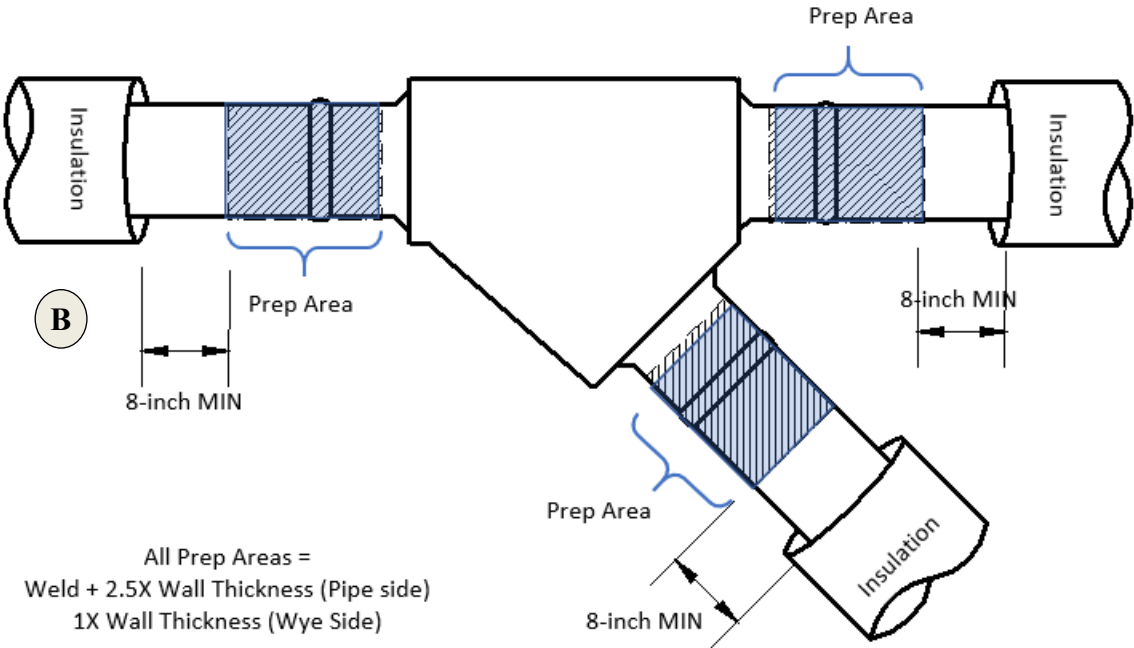 Prep Area
Insulation
Insulation
Prep Area
B
8-inch MIN
8-inch MIN
Prep Area
Insulation
All Prep Areas =
Weld + 2.5X Wall Thickness (Pipe side)
1X Wall Thickness (Wye Side)
8-inch MIN